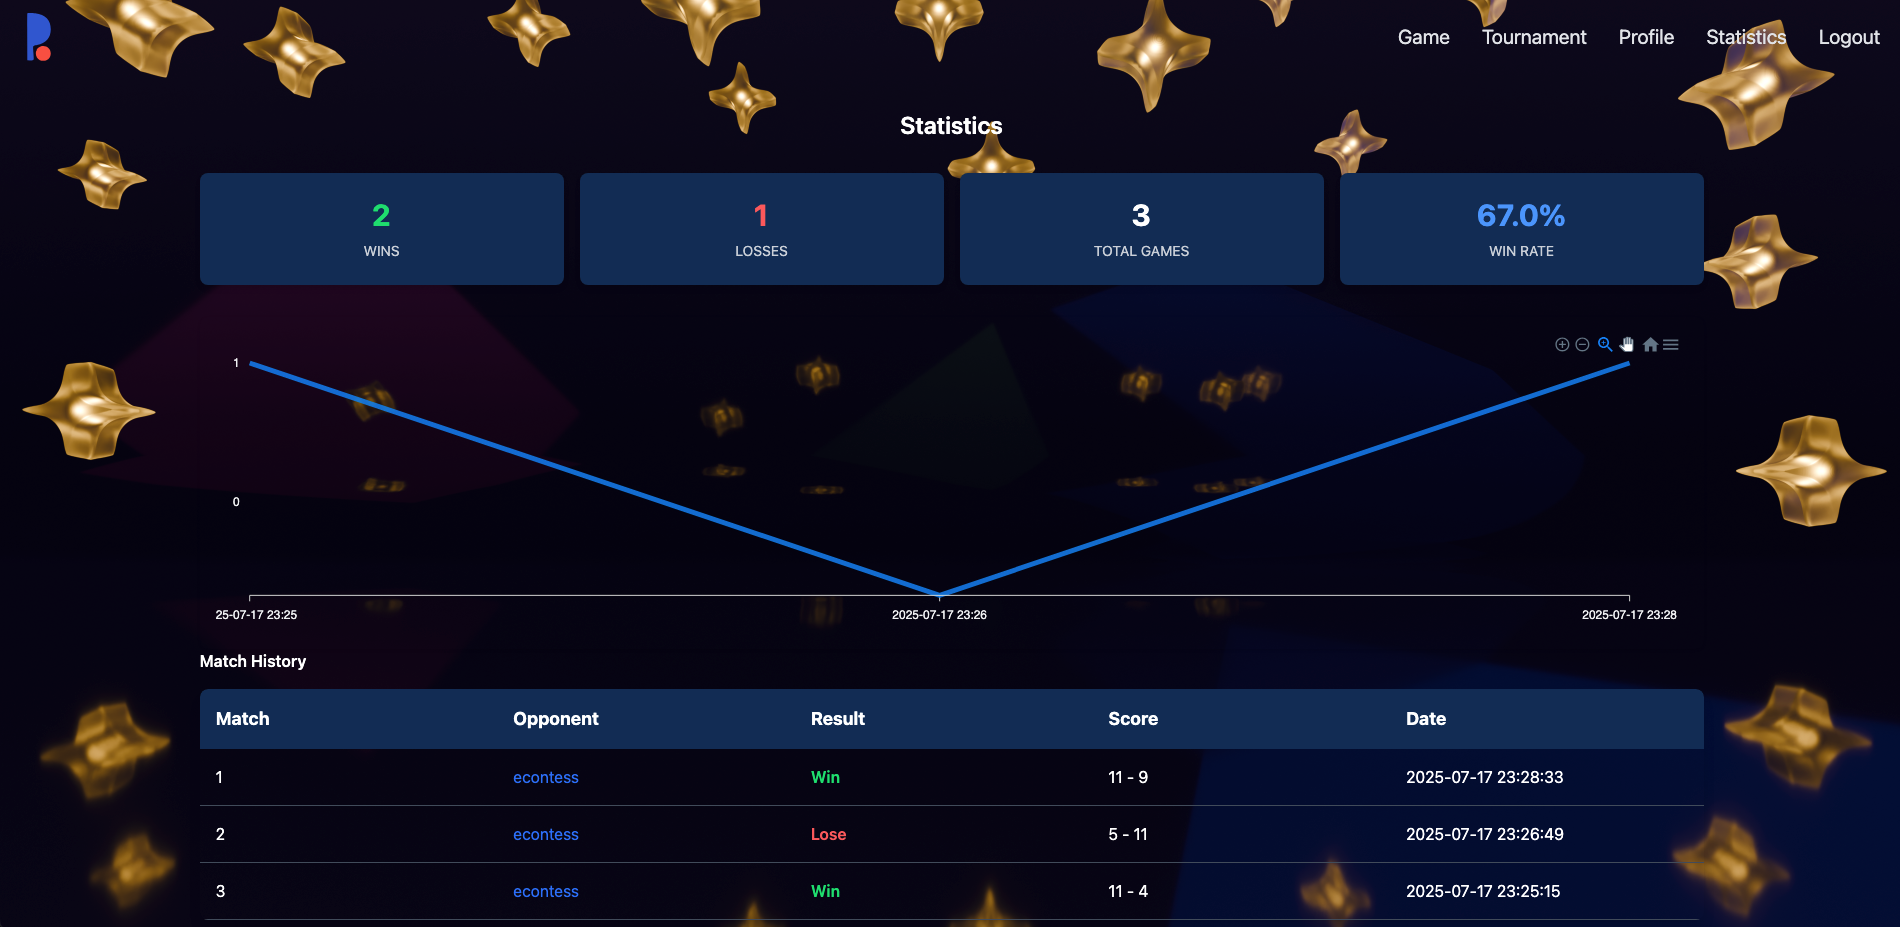 Game Tournament Profile Statistics Logout
Statistics
2 1 3 67.0%
WINS LOSSES TOTAL GAMES WIN RATE
1
0
25-07-17 23:25 2025-07-17 23:26 2025-07-17 23:28
Match History
Match Opponent Result Score Date
1 econtess Win 11 - 9 2025-07-17 23:28:33
2 econtess Lose 5 - 11 2025-07-17 23:26:49
3 econtess Win 11 - 4 2025-07-17 23:25:15